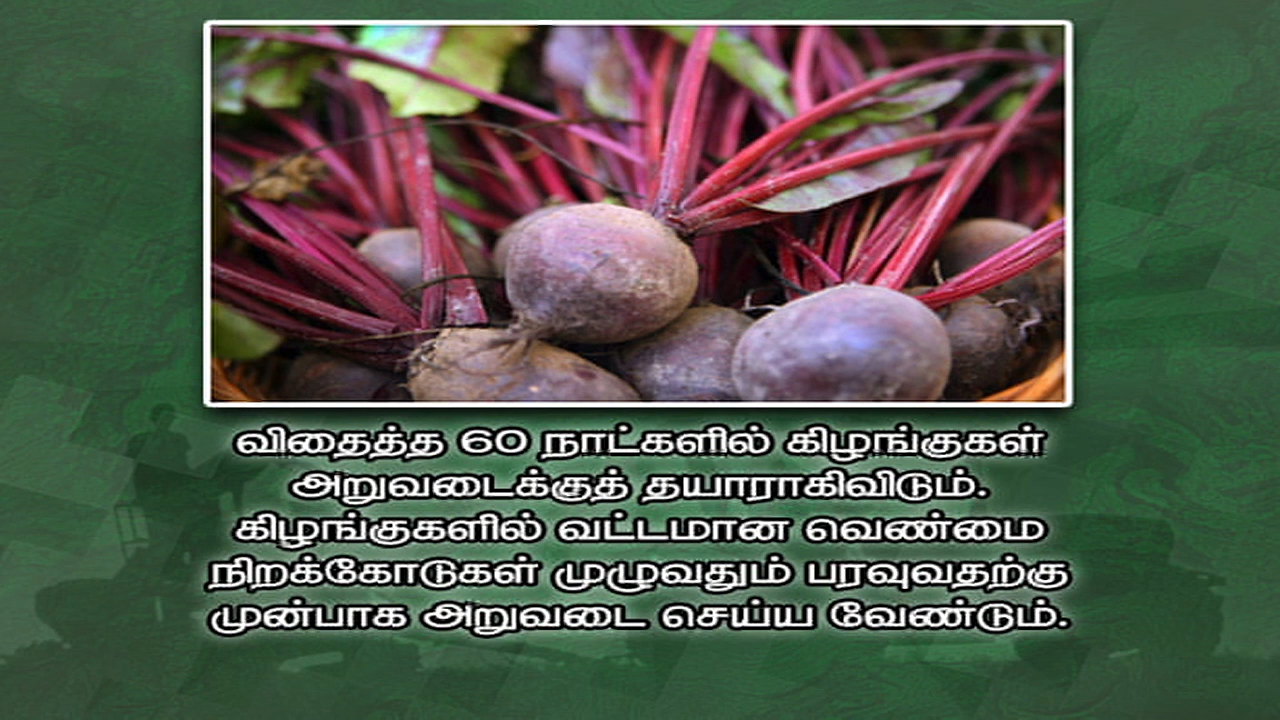 விதைத்த 60 நாட்களில் கிழங்குகள்
அறுவடைக்குத் தயாராகிவிடும்.
கிழங்குகளில் வட்டமான வெண்மை
நிறக்கோடுகள் முழுவதும் பரவுவதற்கு
முன்பாக அறுவடை செய்ய வேண்டும்.